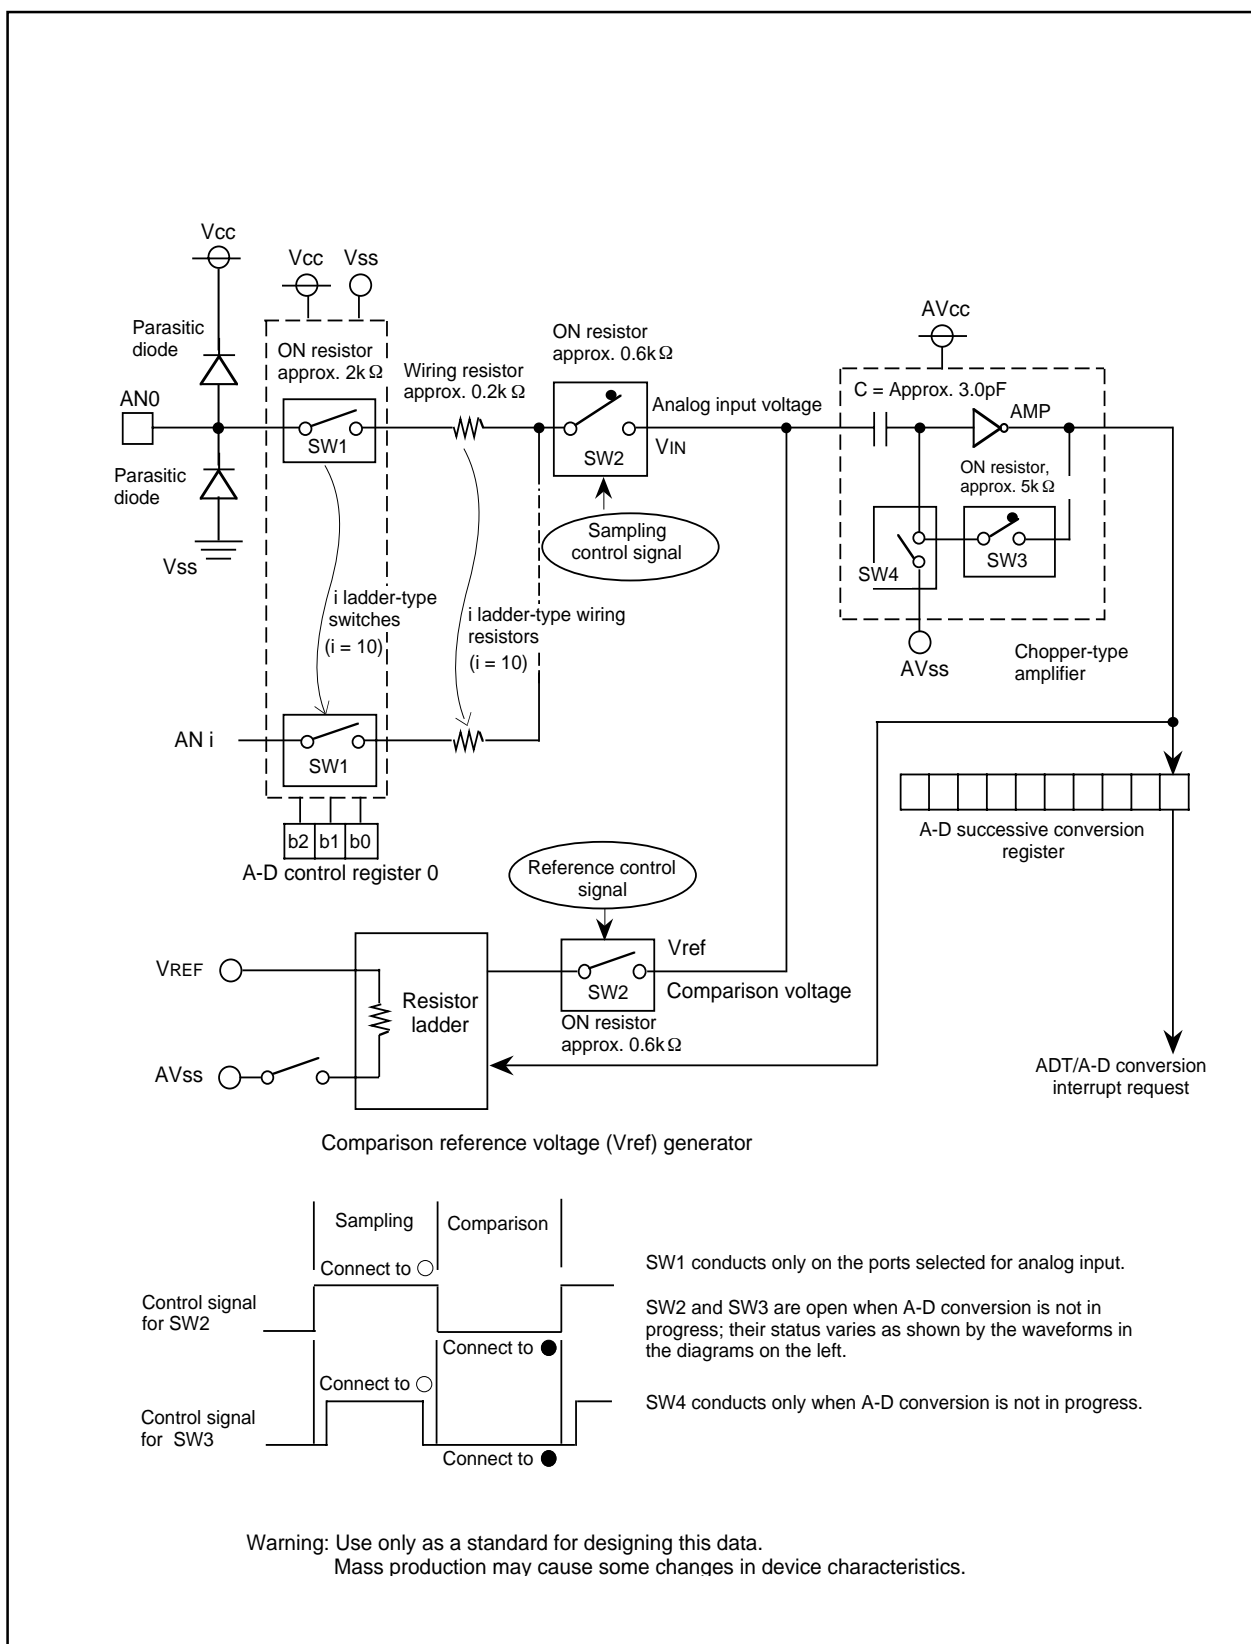 Vcc
Vcc
Vss
Parasitic
diode
ON resistor
approx. 2k Ω
Wiring resistor
approx. 0.2k Ω
ON resistor
approx. 0.6k Ω
AVcc
C = Approx. 3.0pF
AMP
AN0
SW1
SW2
Analog input voltage
VIN
Parasitic
diode
Vss
ON resistor,
approx. 5k Ω
SW3
SW4
Sampling
control signal
i ladder-type
switches
(i = 10)
i ladder-type wiring
resistors
(i = 10)
AVss
Chopper-type
amplifier
AN i
SW1
b2 b1 b0
A-D control register 0
A-D successive conversion
register
Reference control
signal
VREF
Resistor
ladder
SW2
Vref
Comparison voltage
ON resistor
approx. 0.6k Ω
AVss
ADT/A-D conversion
interrupt request
Comparison reference voltage (Vref) generator
Sampling
Comparison
Connect to ○
Control signal
for SW2
Connect to ●
Connect to ○
Control signal
for SW3
Connect to ●
SW1 conducts only on the ports selected for analog input.
SW2 and SW3 are open when A-D conversion is not in
progress; their status varies as shown by the waveforms in
the diagrams on the left.
SW4 conducts only when A-D conversion is not in progress.
Warning: Use only as a standard for designing this data.
Mass production may cause some changes in device characteristics.